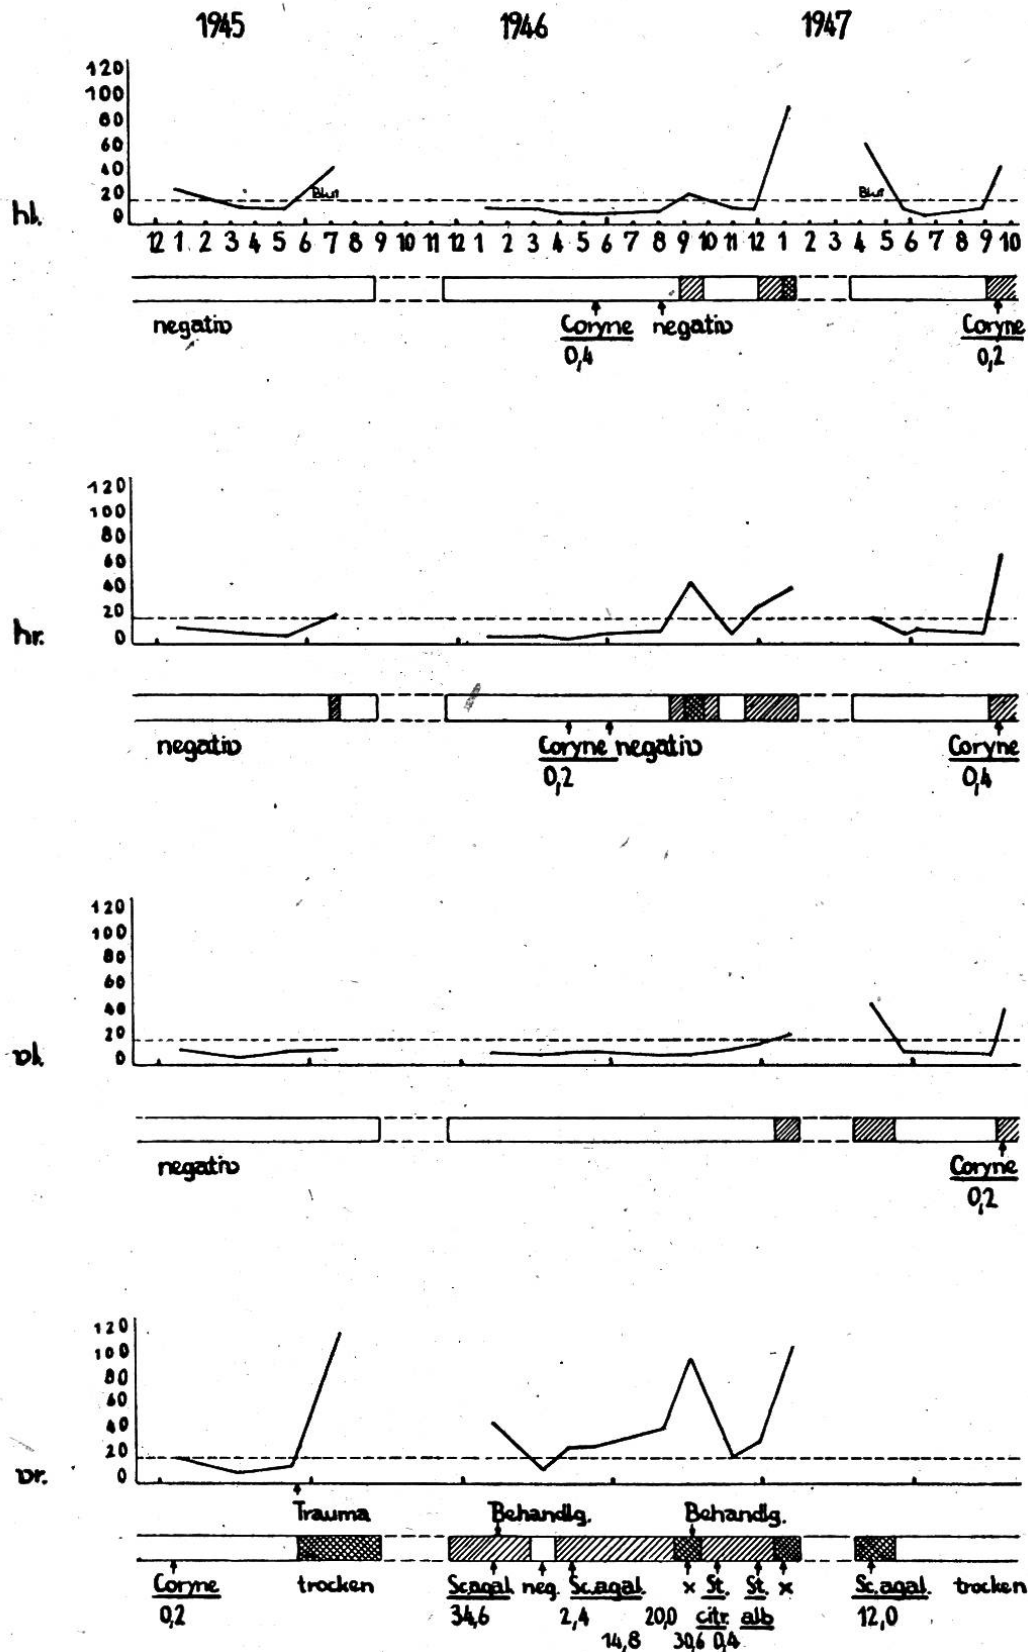 1945 1946 1947
120
100
80
60
40
20
0
Blut Blut
hl.
12 1 2 3 4 5 6 7 8 9 10 11 12 1 2 3 4 5 6 7 8 9 10 11 12 1 2 3 4 5 6 7 8 9 10
negativ Coryne negativ Coryne
0,4 0,2
120
100
80
60
40
20
0
hr.
negativ Coryne negativ Coryne
0,2 0,4
120
100
80
60
40
20
0
vl.
negativ Coryne
0,2
120
100
80
60
40
20
0
vr.
Trauma Behandlg. Behandlg.
Coryne trocken Sc.agal. neg. Sc.agal. x St. St. x Sc.agal. trocken
0,2 34,6 2,4 20,0 citr. alb 12,0
14,8 30,6 0,4